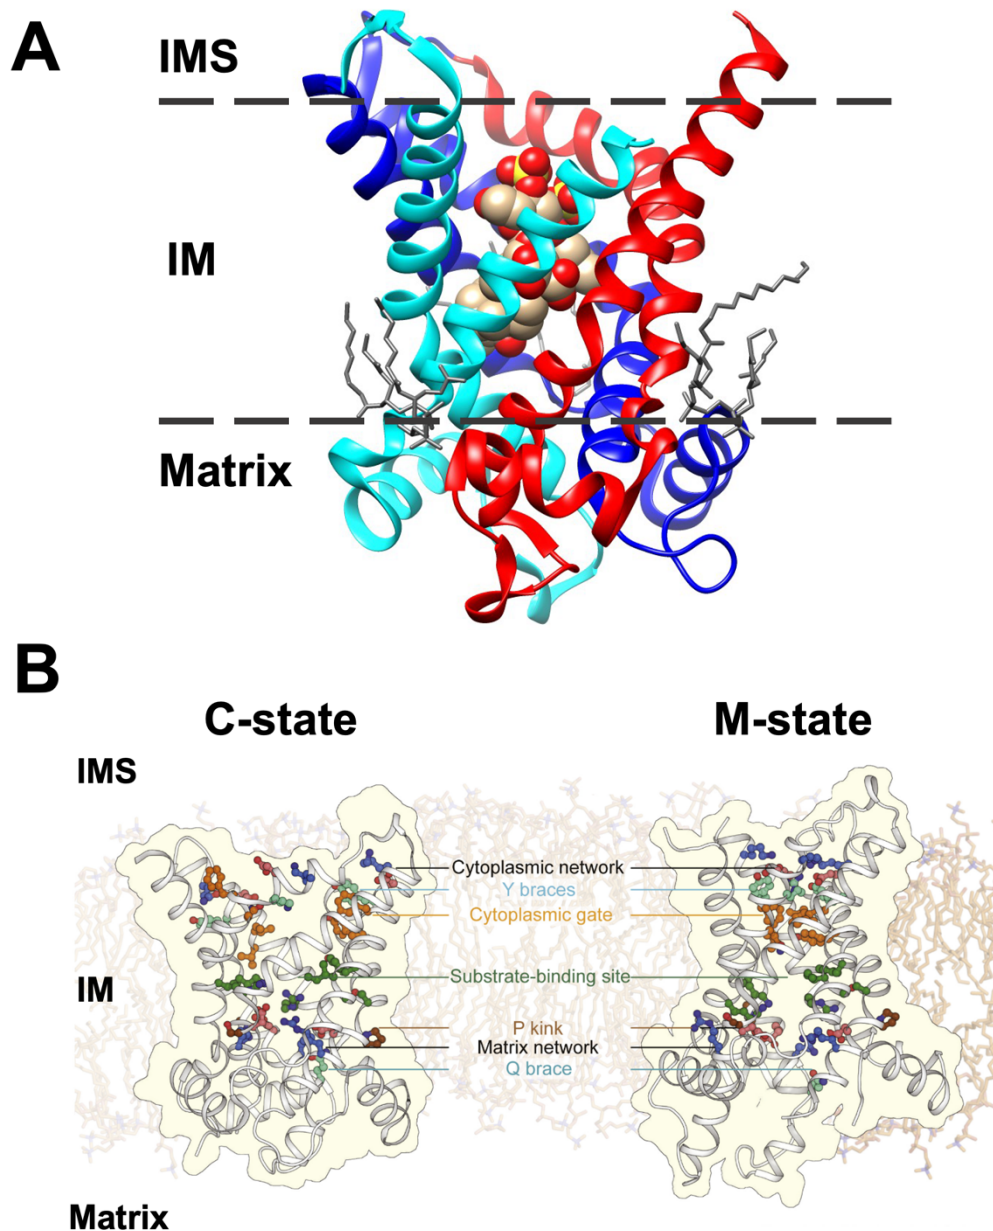 A
IMS
IM
Matrix
B
C-state
M-state
IMS
Cytoplasmic network
Y braces
Cytoplasmic gate
Substrate-binding site
IM
P kink
Matrix network
Q brace
Matrix